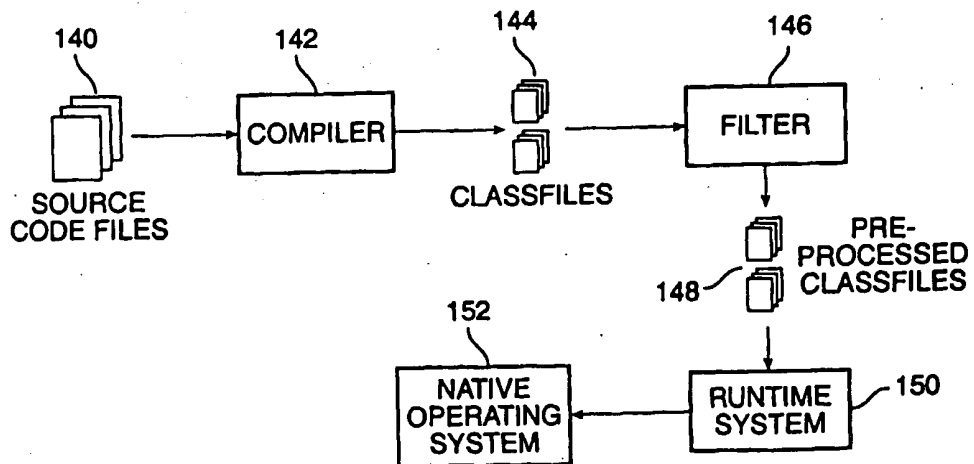 140
142
144
146
COMPILER
FILTER
SOURCE
CODE FILES
CLASSFILES
PRE-
PROCESSED
CLASSFILES
148
152
NATIVE
OPERATING
SYSTEM
RUNTIME
SYSTEM
150